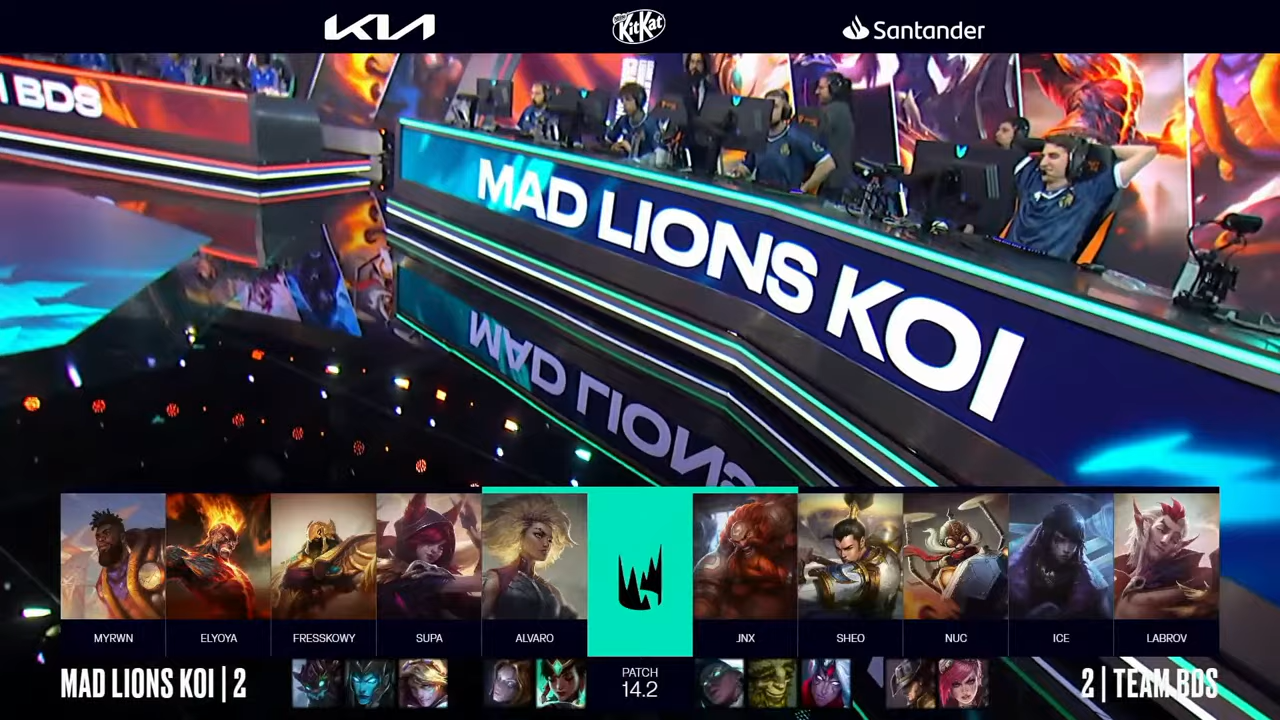 KIA
Nestlé KitKat
Santander
BDS
MAD LIONS KOI
MAD LIONS
MYRWN
ELYOYA
FRESSKOWY
SUPA
ALVARO
JNX
SHEO
NUC
ICE
LABROV
MAD LIONS KOI | 2
PATCH
14.2
2 | TEAM BDS